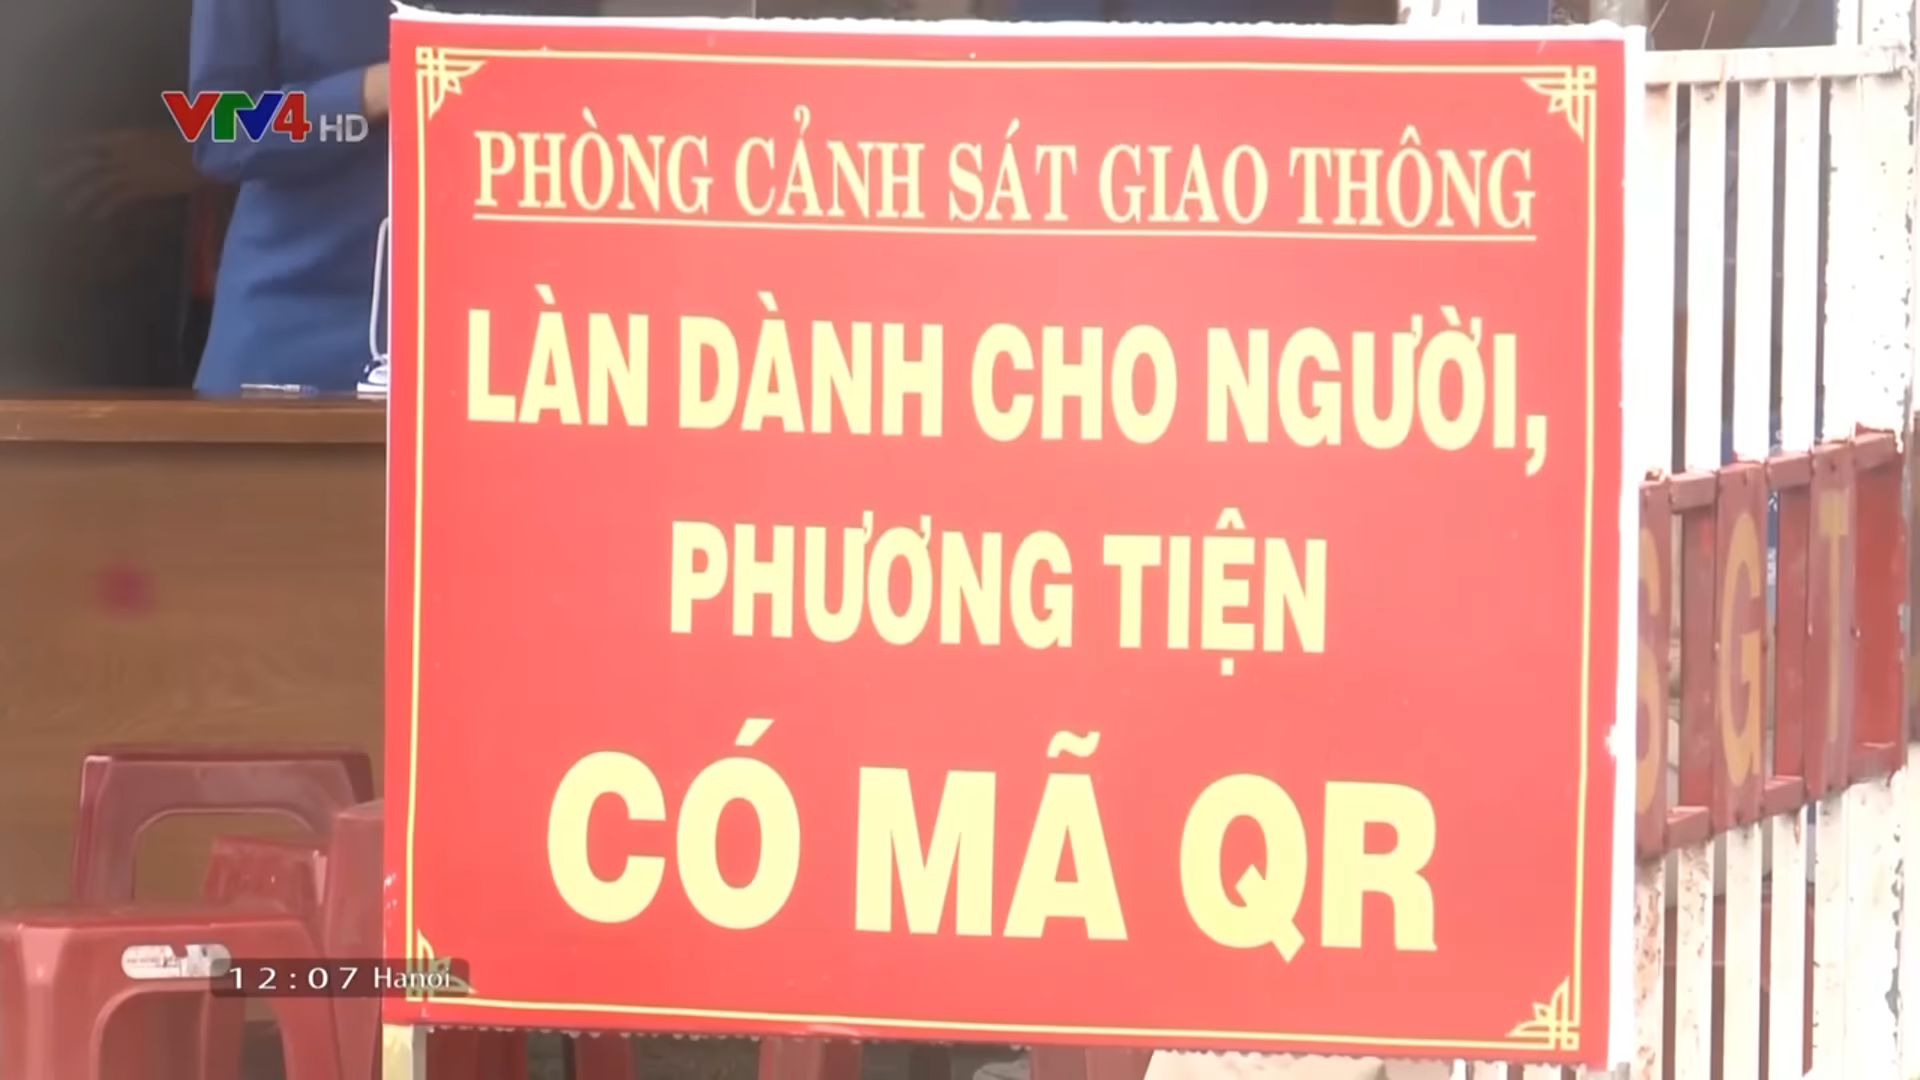 VTV4 HD
PHÒNG CẢNH SÁT GIAO THÔNG
LÀN DÀNH CHO NGƯỜI,
PHƯƠNG TIỆN
CÓ MÃ QR
SGT
12:07 Hanoi